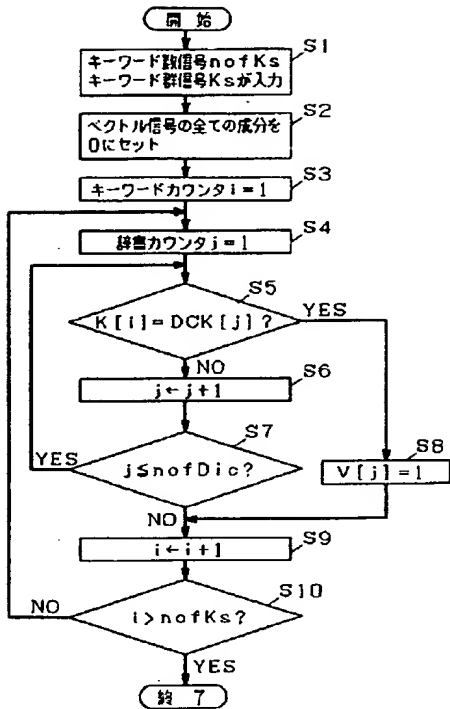 開 始
S1
キーワード数信号nofKs
キーワード群信号Ksが入力
S2
ベクトル信号の全ての成分を
0にセット
S3
キーワードカウンタi=1
S4
辞書カウンタj=1
S5
K[i]=DCK[j]?
YES
NO
S6
j←j+1
S7
j≦nofDic?
YES
NO
S8
V[j]=1
S9
i←i+1
S10
i>nofKs?
NO
YES
終 了